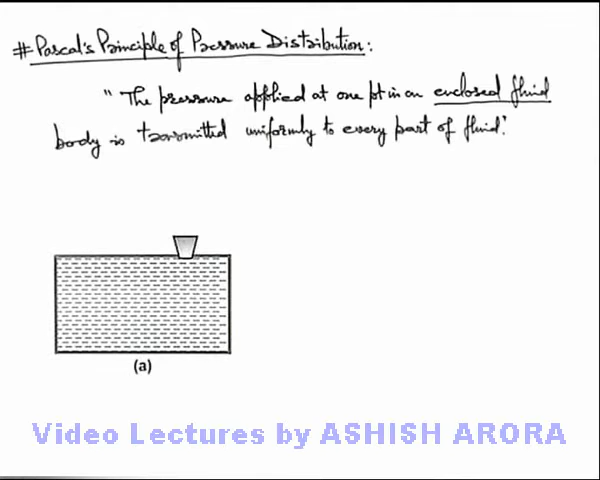 # Pascal's Principle of Pressure Distribution:
"The pressure applied at one pt in an enclosed fluid
body is transmitted uniformly to every part of fluid."
(a)
Video Lectures by ASHISH ARORA